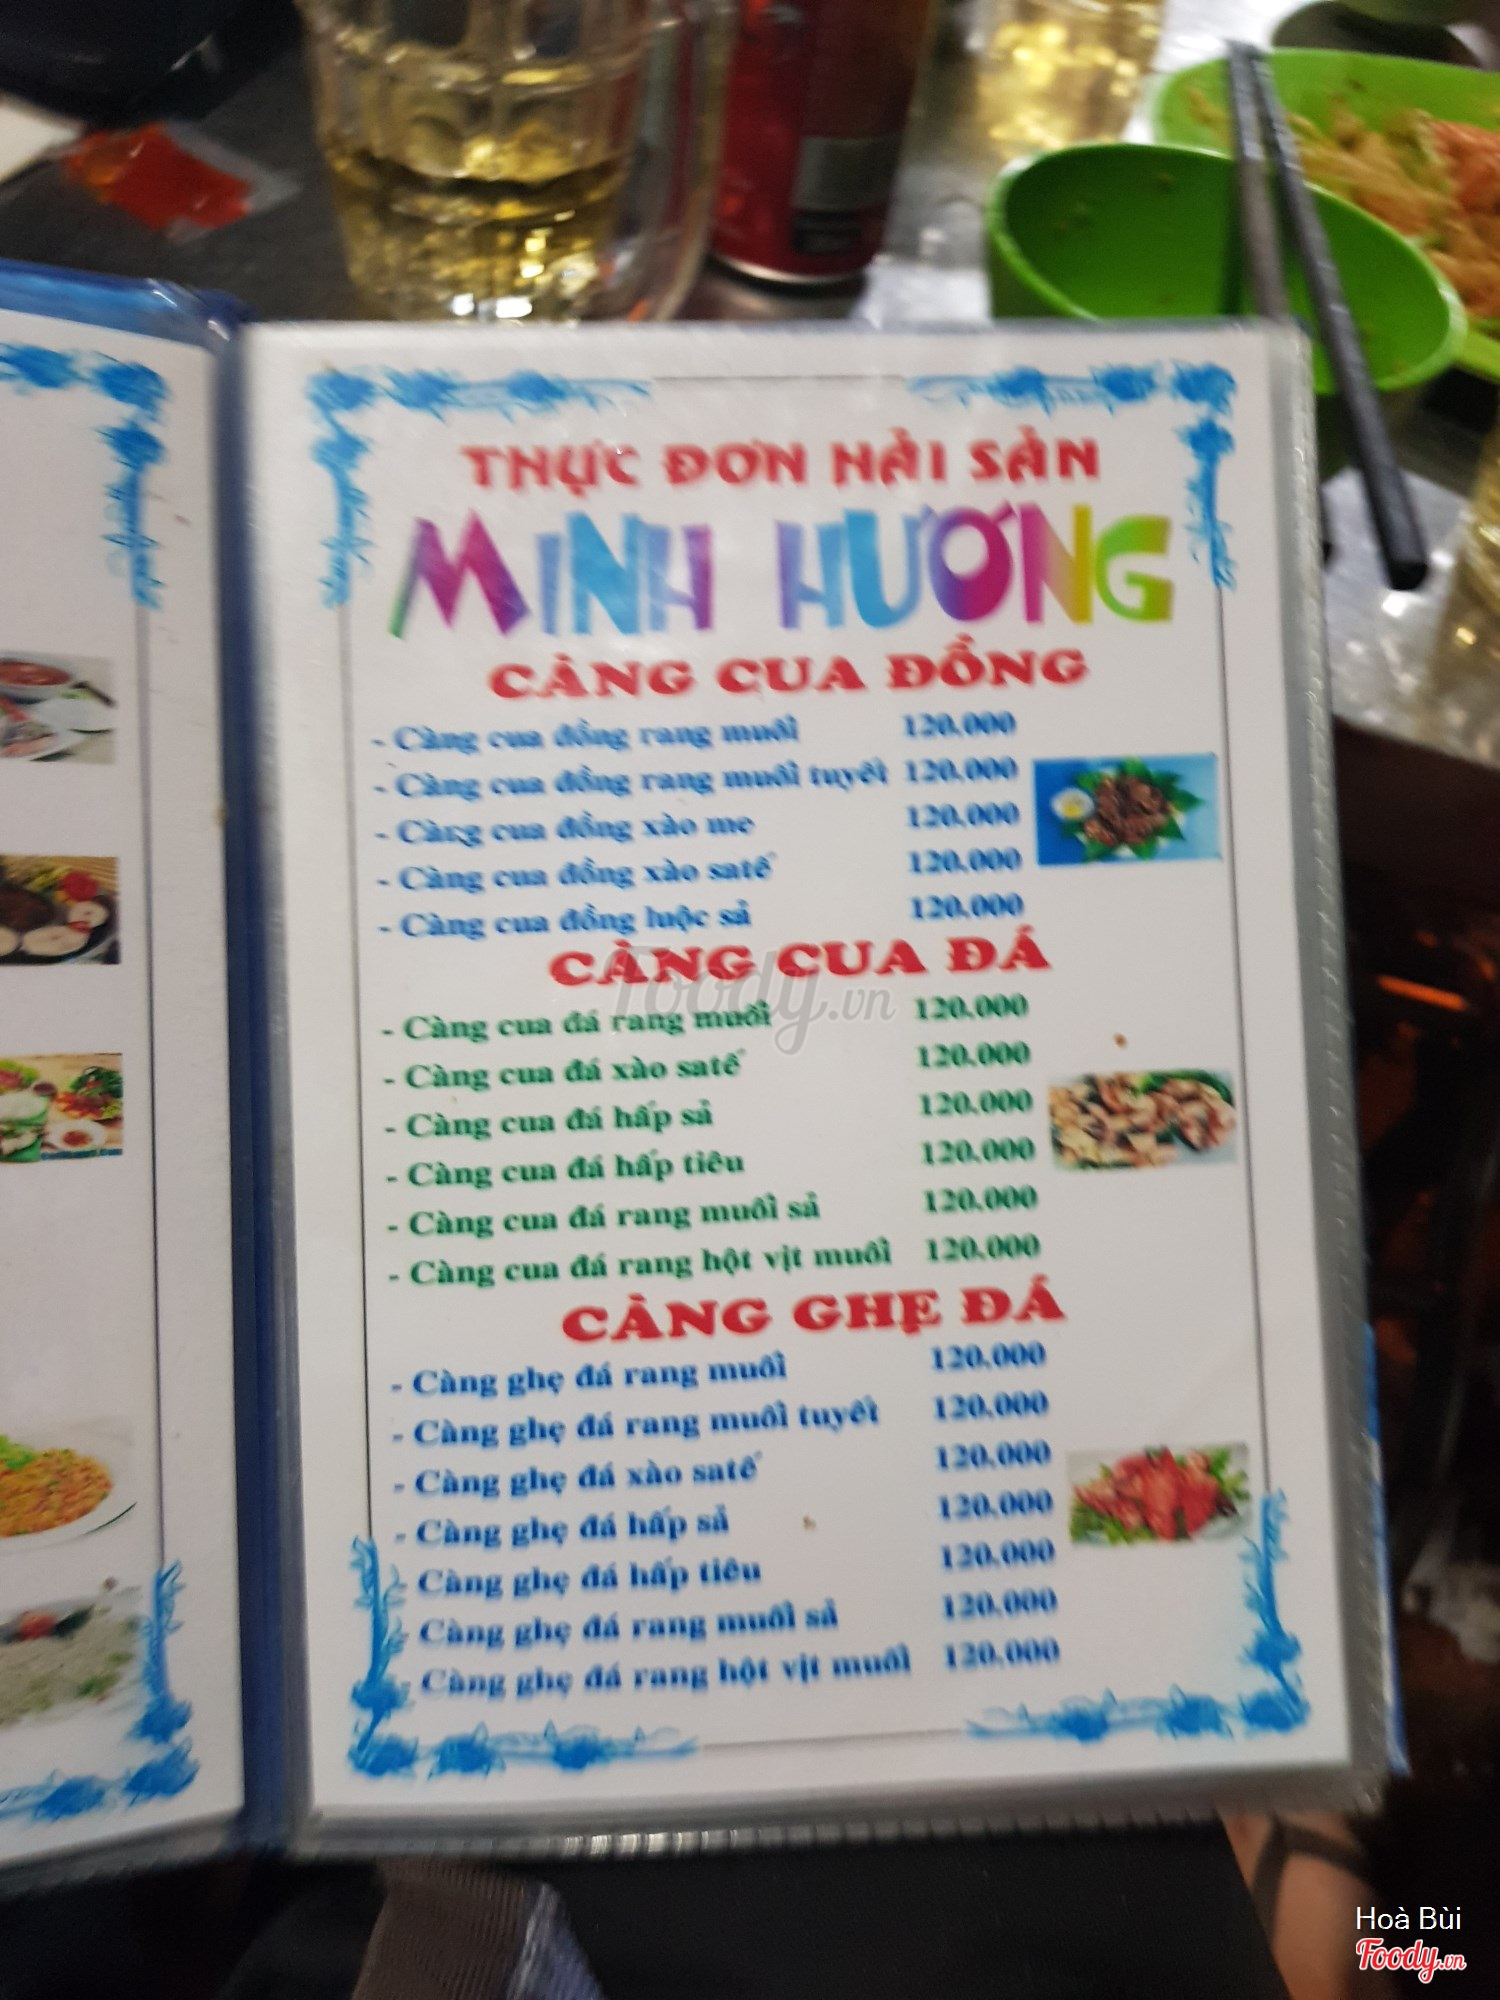 THỰC ĐƠN HẢI SẢN
MINH HƯƠNG
CÀNG CUA ĐỒNG
- Càng cua đồng rang muối 120.000
- Càng cua đồng rang muối tuyết 120.000
- Càng cua đồng xào me 120.000
- Càng cua đồng xào satế 120.000
- Càng cua đồng luộc sả 120.000
CÀNG CUA ĐÁ
- Càng cua đá rang muối 120.000
- Càng cua đá xào satế 120.000
- Càng cua đá hấp sả 120.000
- Càng cua đá hấp tiêu 120.000
- Càng cua đá rang muối sả 120.000
- Càng cua đá rang hột vịt muối 120.000
CÀNG GHẸ ĐÁ
- Càng ghẹ đá rang muối 120.000
- Càng ghẹ đá rang muối tuyết 120.000
- Càng ghẹ đá xào satế 120.000
- Càng ghẹ đá hấp sả 120.000
- Càng ghẹ đá hấp tiêu 120.000
- Càng ghẹ đá rang muối sả 120.000
- Càng ghẹ đá rang hột vịt muối 120.000
Foody.vn
Hoà Bùi
Foody.vn